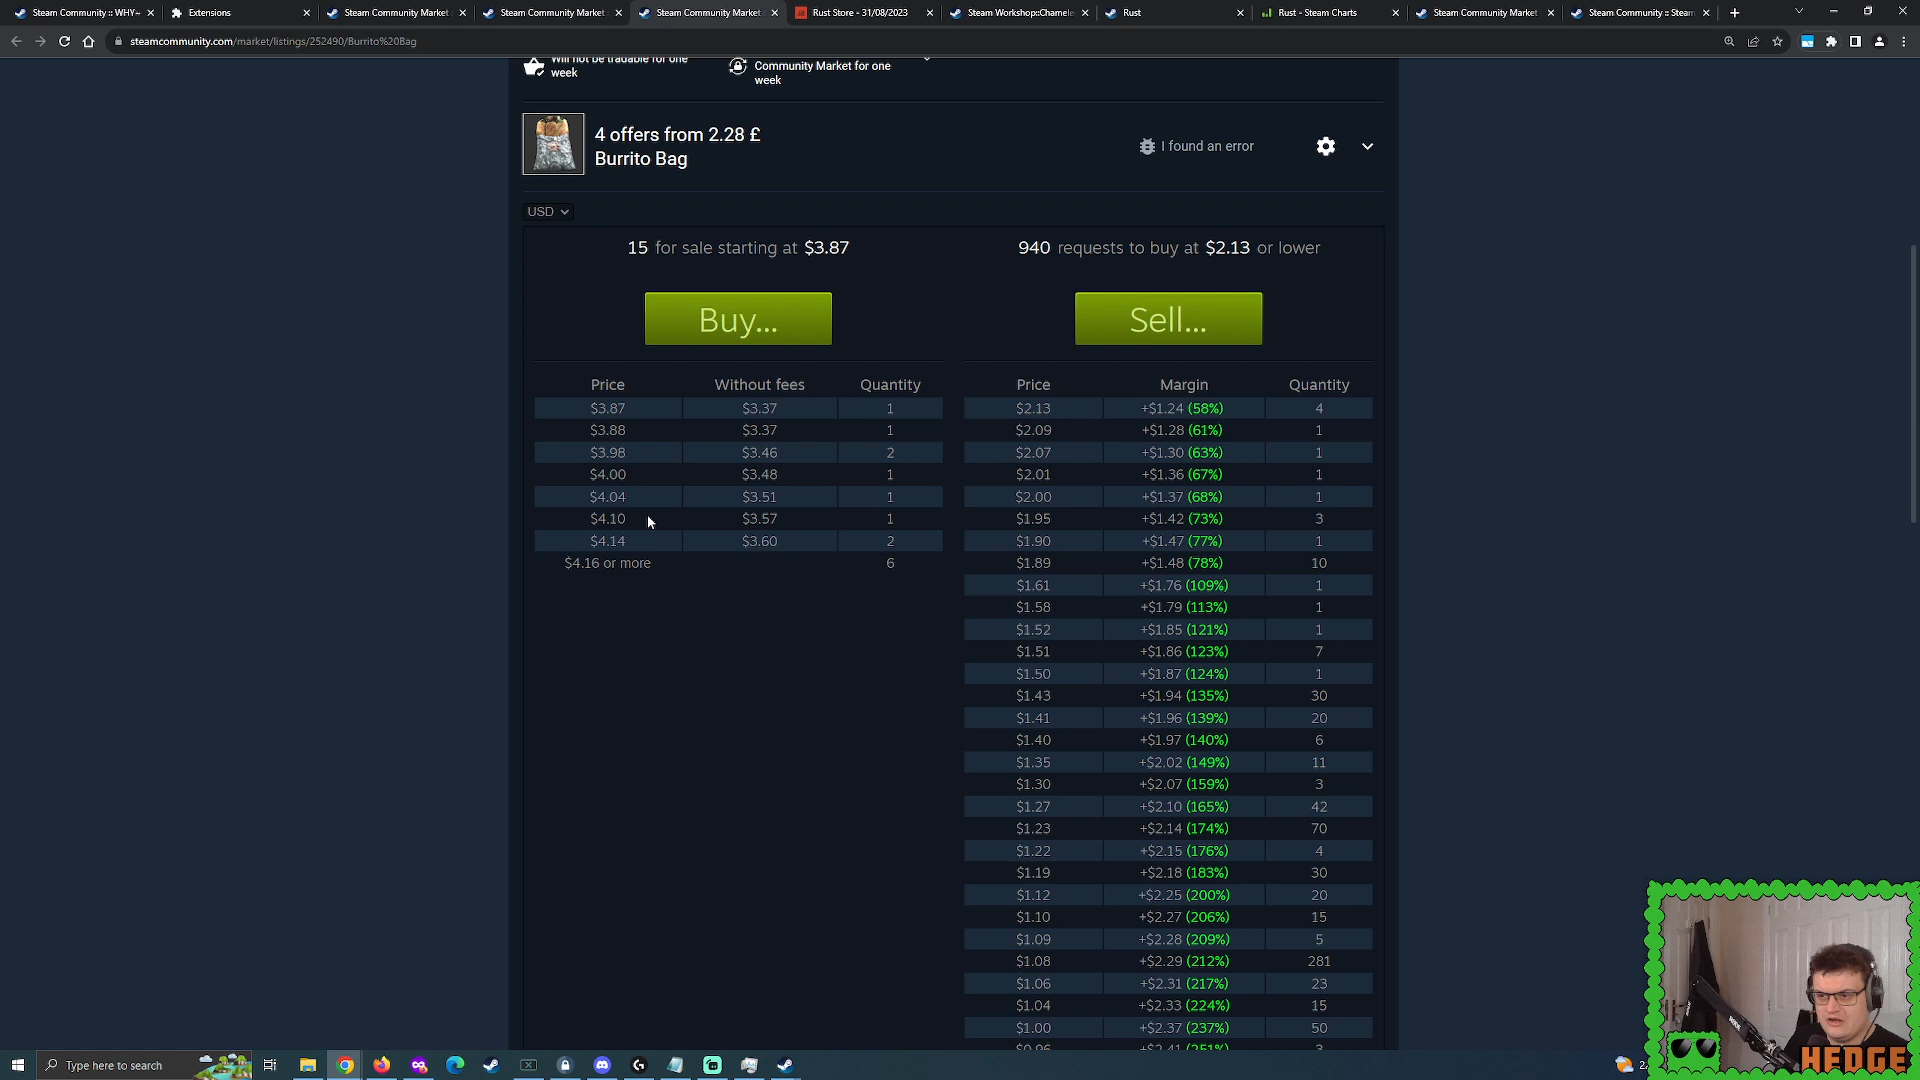 Steam Community :: WHY~
Extensions
Steam Community Market
Steam Community Market
Steam Community Market
Rust Store - 31/08/2023
Steam Workshop::Chamele
Rust
Rust - Steam Charts
Steam Community Market
Steam Community :: Steam
steamcommunity.com/market/listings/252490/Burrito%20Bag
Will not be tradable for one week
Community Market for one week
4 offers from 2.28 £
Burrito Bag
I found an error
USD
15 for sale starting at $3.87
940 requests to buy at $2.13 or lower
Buy...
Sell...
Price Without fees Quantity
$3.87 $3.37 1
$3.88 $3.37 1
$3.98 $3.46 2
$4.00 $3.48 1
$4.04 $3.51 1
$4.10 $3.57 1
$4.14 $3.60 2
$4.16 or more 6
Price Margin Quantity
$2.13 +$1.24 (58%) 4
$2.09 +$1.28 (61%) 1
$2.07 +$1.30 (63%) 1
$2.01 +$1.36 (67%) 1
$2.00 +$1.37 (68%) 1
$1.95 +$1.42 (73%) 3
$1.90 +$1.47 (77%) 1
$1.89 +$1.48 (78%) 10
$1.61 +$1.76 (109%) 1
$1.58 +$1.79 (113%) 1
$1.52 +$1.85 (121%) 1
$1.51 +$1.86 (123%) 7
$1.50 +$1.87 (124%) 1
$1.43 +$1.94 (135%) 30
$1.41 +$1.96 (139%) 20
$1.40 +$1.97 (140%) 6
$1.35 +$2.02 (149%) 11
$1.30 +$2.07 (159%) 3
$1.27 +$2.10 (165%) 42
$1.23 +$2.14 (174%) 70
$1.22 +$2.15 (176%) 4
$1.19 +$2.18 (183%) 30
$1.12 +$2.25 (200%) 20
$1.10 +$2.27 (206%) 15
$1.09 +$2.28 (209%) 5
$1.08 +$2.29 (212%) 281
$1.06 +$2.31 (217%) 23
$1.04 +$2.33 (224%) 15
$1.00 +$2.37 (237%) 50
$0.96 +$2.41 (251%) 3
Type here to search
HEDGE